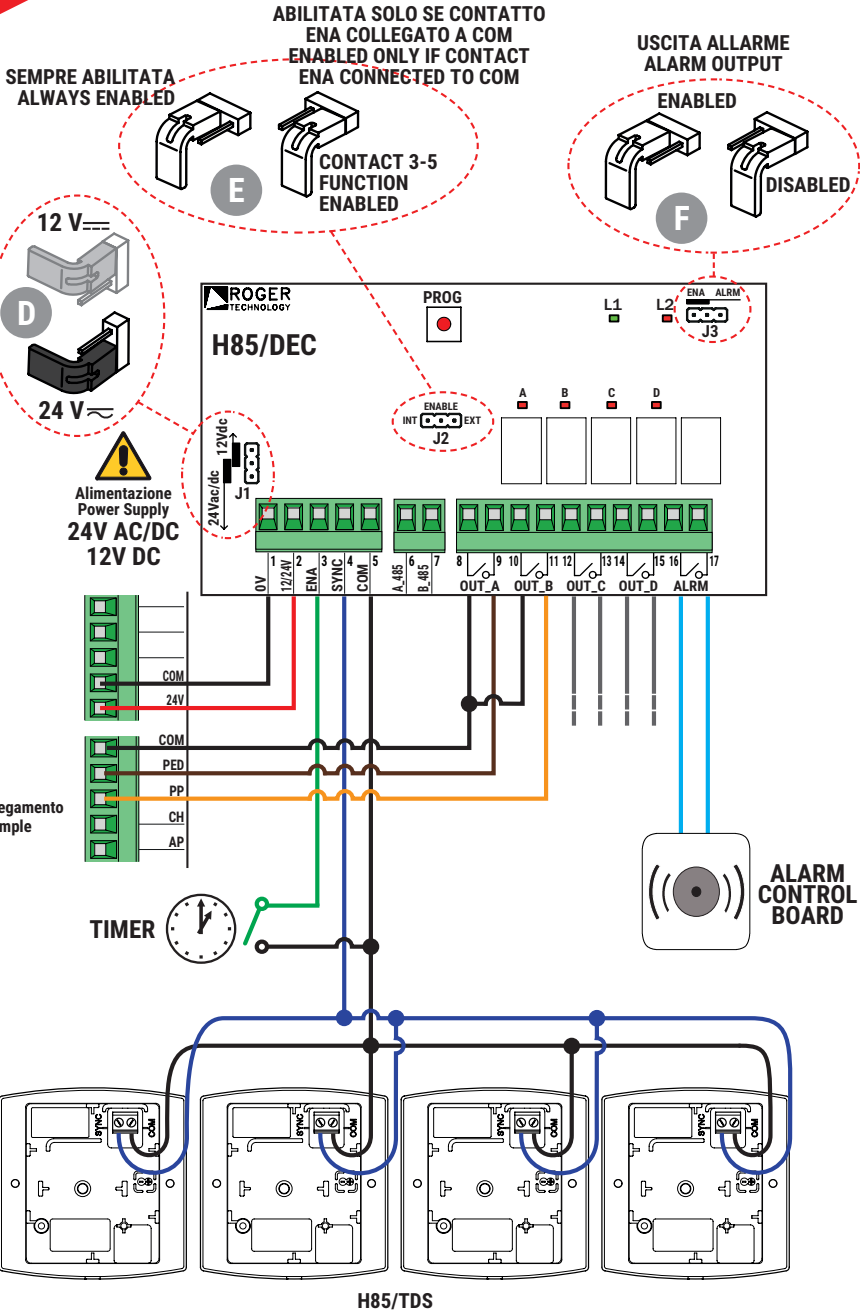 ABILITATA SOLO SE CONTATTO
ENA COLLEGATO A COM
ENABLED ONLY IF CONTACT
ENA CONNECTED TO COM
USCITA ALLARME
ALARM OUTPUT
SEMPRE ABILITATA
ALWAYS ENABLED
ENABLED
DISABLED
CONTACT 3-5
FUNCTION
ENABLED
E
F
12 V
D
24 V
ROGER
TECHNOLOGY
H85/DEC
PROG
L1
L2
ENA ALRM
J3
A B C D
ENABLE
INT EXT
J2
12Vdc
24Vac/dc
J1
Alimentazione
Power Supply
24V AC/DC
12V DC
1 2 3 4 5 6 7 8 9 10 11 12 13 14 15 16 17
0V
12/24V
ENA
SYNC
COM
A_485
B_485
OUT_A OUT_B OUT_C OUT_D ALRM
COM
24V
COM
PED
PP
CH
AP
egamento
mple
TIMER
ALARM
CONTROL
BOARD
SYNC COM
SYNC COM
SYNC COM
SYNC COM
H85/TDS